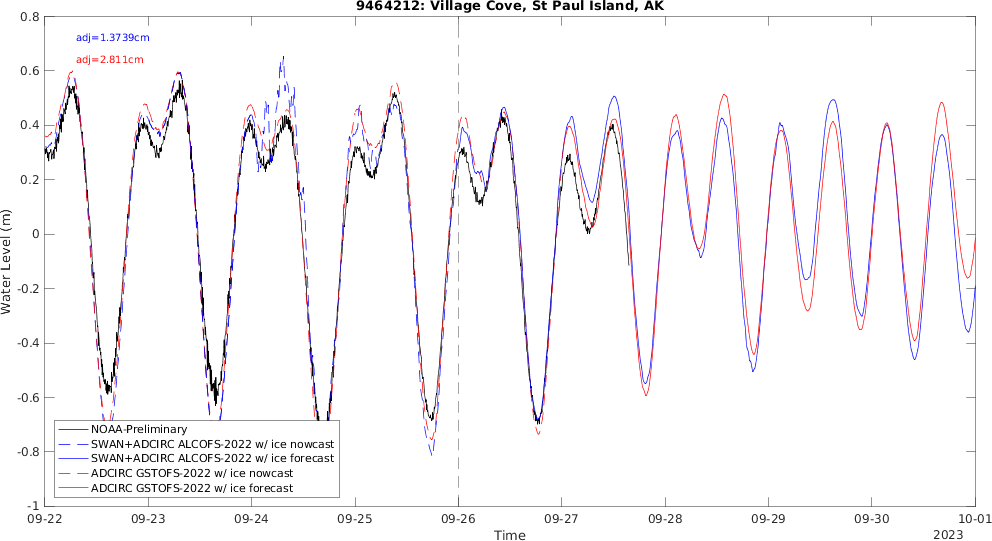 9464212: Village Cove, St Paul Island, AK
adj=1.3739cm
adj=2.811cm
Water Level (m)
0.8
0.6
0.4
0.2
0
-0.2
-0.4
-0.6
-0.8
-1
NOAA-Preliminary
SWAN+ADCIRC ALCOFS-2022 w/ ice nowcast
SWAN+ADCIRC ALCOFS-2022 w/ ice forecast
ADCIRC GSTOFS-2022 w/ ice nowcast
ADCIRC GSTOFS-2022 w/ ice forecast
09-22 09-23 09-24 09-25 09-26 09-27 09-28 09-29 09-30 10-01
Time
2023